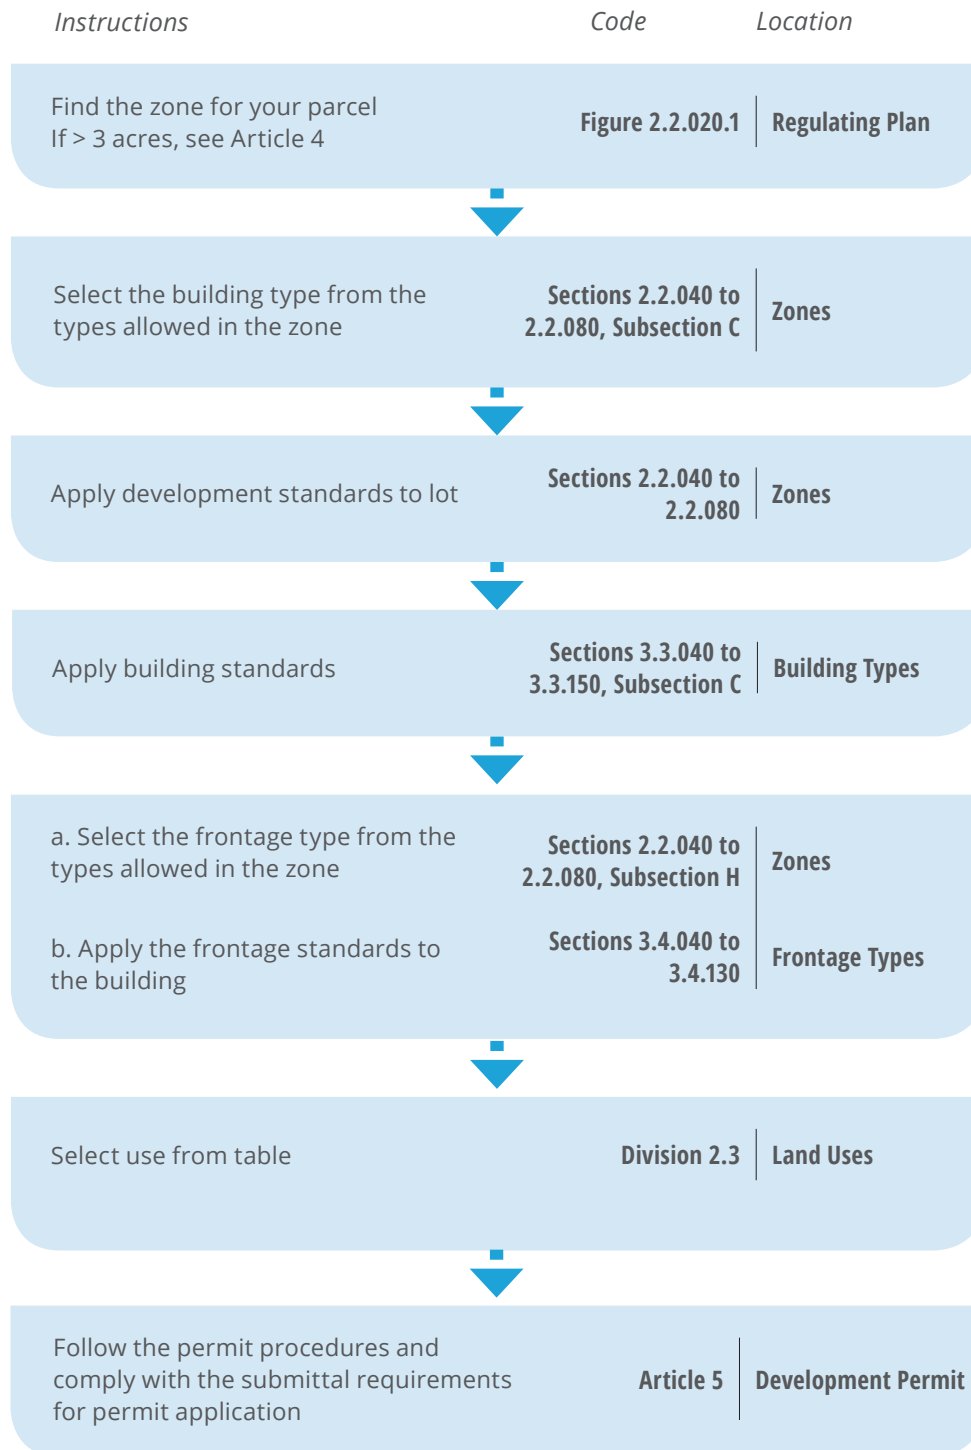 Instructions Code Location
Find the zone for your parcel
If > 3 acres, see Article 4
Figure 2.2.020.1 Regulating Plan
Select the building type from the
types allowed in the zone
Sections 2.2.040 to
2.2.080, Subsection C
Zones
Apply development standards to lot
Sections 2.2.040 to
2.2.080
Zones
Apply building standards
Sections 3.3.040 to
3.3.150, Subsection C
Building Types
a. Select the frontage type from the
types allowed in the zone
Sections 2.2.040 to
2.2.080, Subsection H
Zones
b. Apply the frontage standards to
the building
Sections 3.4.040 to
3.4.130
Frontage Types
Select use from table
Division 2.3 Land Uses
Follow the permit procedures and
comply with the submittal requirements
for permit application
Article 5 Development Permit